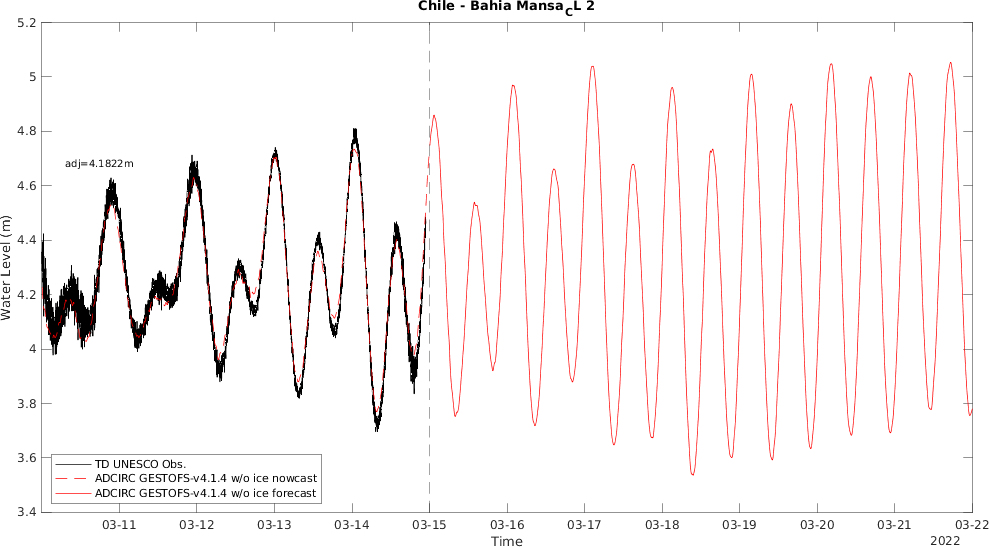 Chile - Bahia Mansa_CL 2
5.2
5
4.8
4.6
4.4
4.2
4
3.8
3.6
3.4
Water Level (m)
adj=4.1822m
TD UNESCO Obs.
ADCIRC GESTOFS-v4.1.4 w/o ice nowcast
ADCIRC GESTOFS-v4.1.4 w/o ice forecast
03-11 03-12 03-13 03-14 03-15 03-16 03-17 03-18 03-19 03-20 03-21 03-22
Time
2022